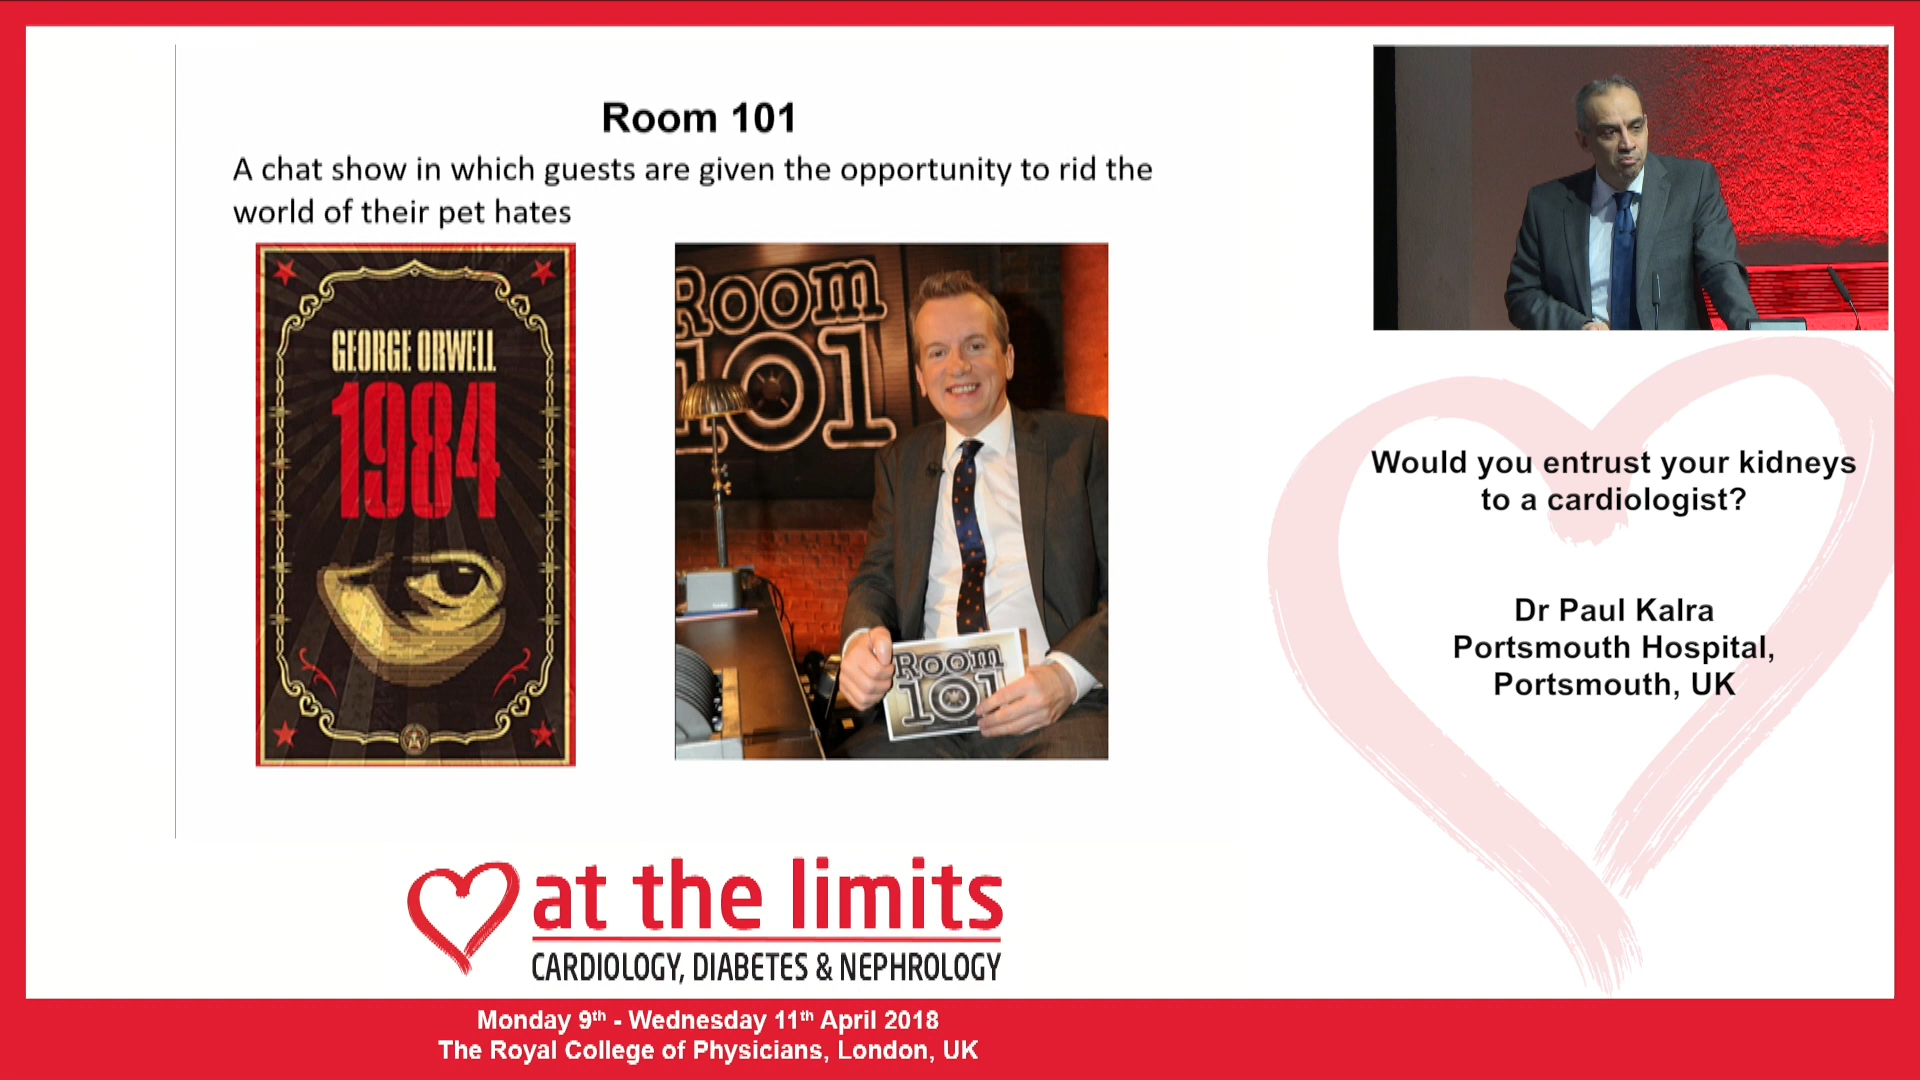 Room 101
A chat show in which guests are given the opportunity to rid the
world of their pet hates
GEORGE ORWELL
1984
Room
101
Room
101
Would you entrust your kidneys
to a cardiologist?
Dr Paul Kalra
Portsmouth Hospital,
Portsmouth, UK
at the limits
CARDIOLOGY, DIABETES & NEPHROLOGY
Monday 9th - Wednesday 11th April 2018
The Royal College of Physicians, London, UK